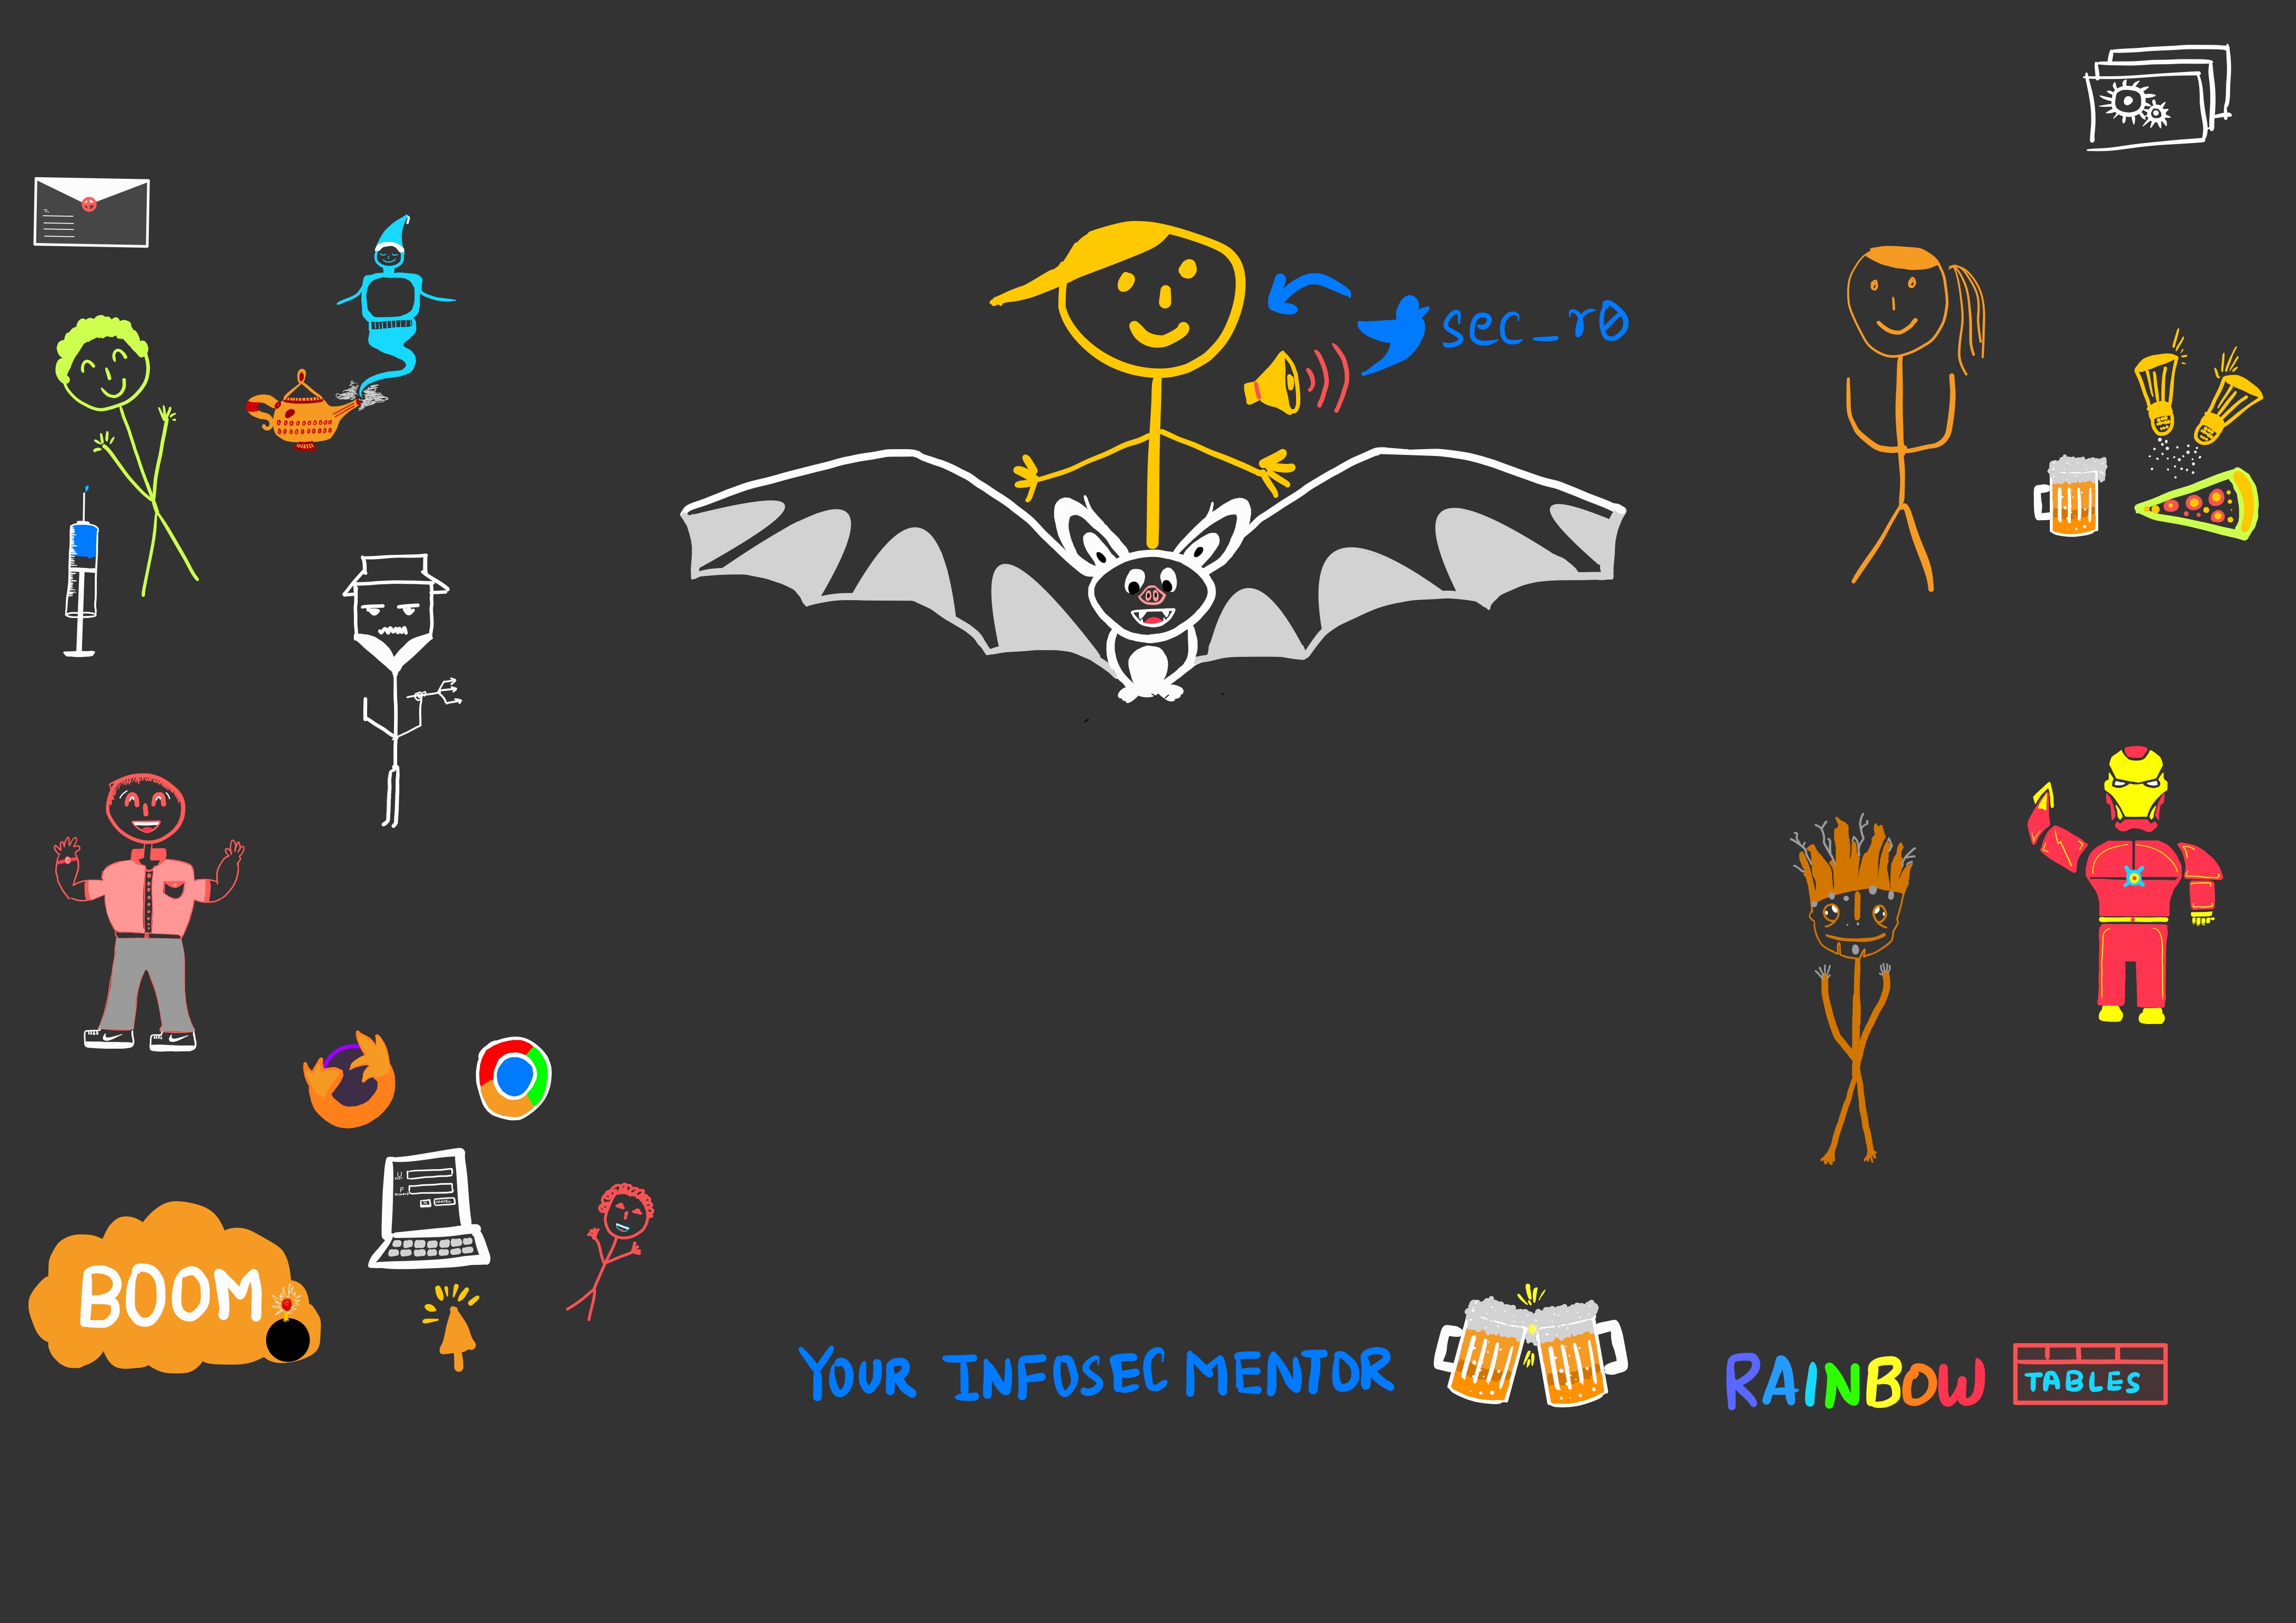 sec_r0
BOOM
YOUR INFOSEC MENTOR
RAINBOW
TABLES